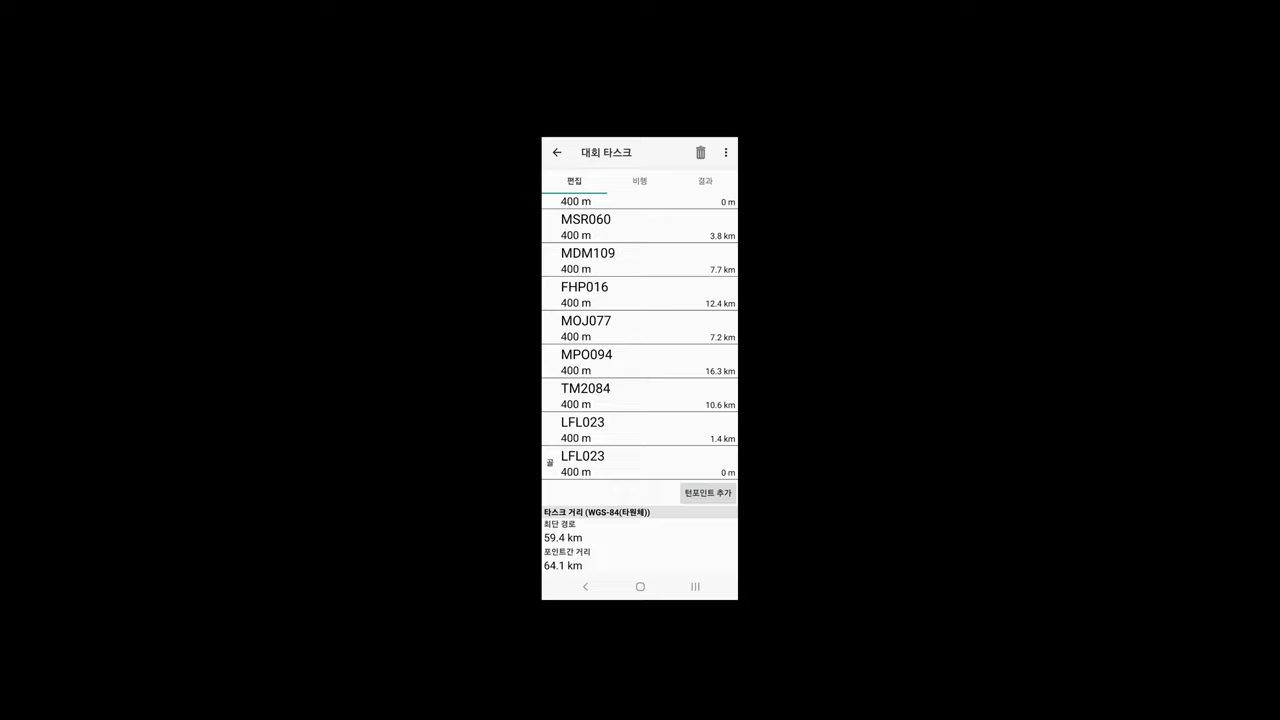 대회 타스크
편집 비행 결과
400 m 0 m
MSR060
400 m 3.8 km
MDM109
400 m 7.7 km
FHP016
400 m 12.4 km
MOJ077
400 m 7.2 km
MPO094
400 m 16.3 km
TM2084
400 m 10.6 km
LFL023
400 m 1.4 km
골 LFL023
400 m 0 m
턴포인트 추가
타스크 거리 (WGS-84(타원체))
최단 경로
59.4 km
포인트간 거리
64.1 km